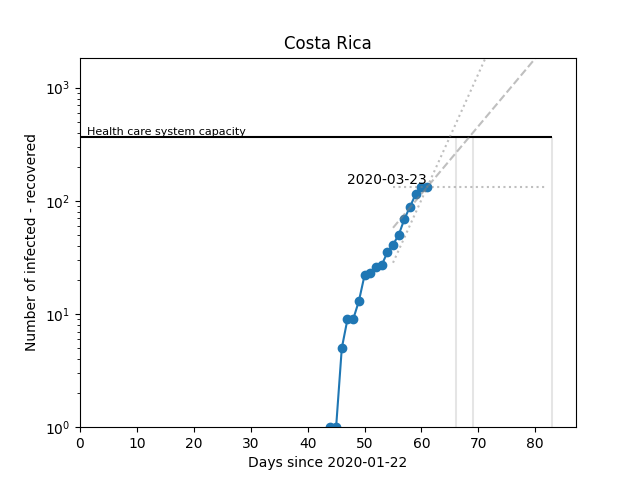 Costa Rica
Number of infected - recovered
10³
Health care system capacity
2020-03-23
10²
10¹
10⁰
0 10 20 30 40 50 60 70 80
Days since 2020-01-22